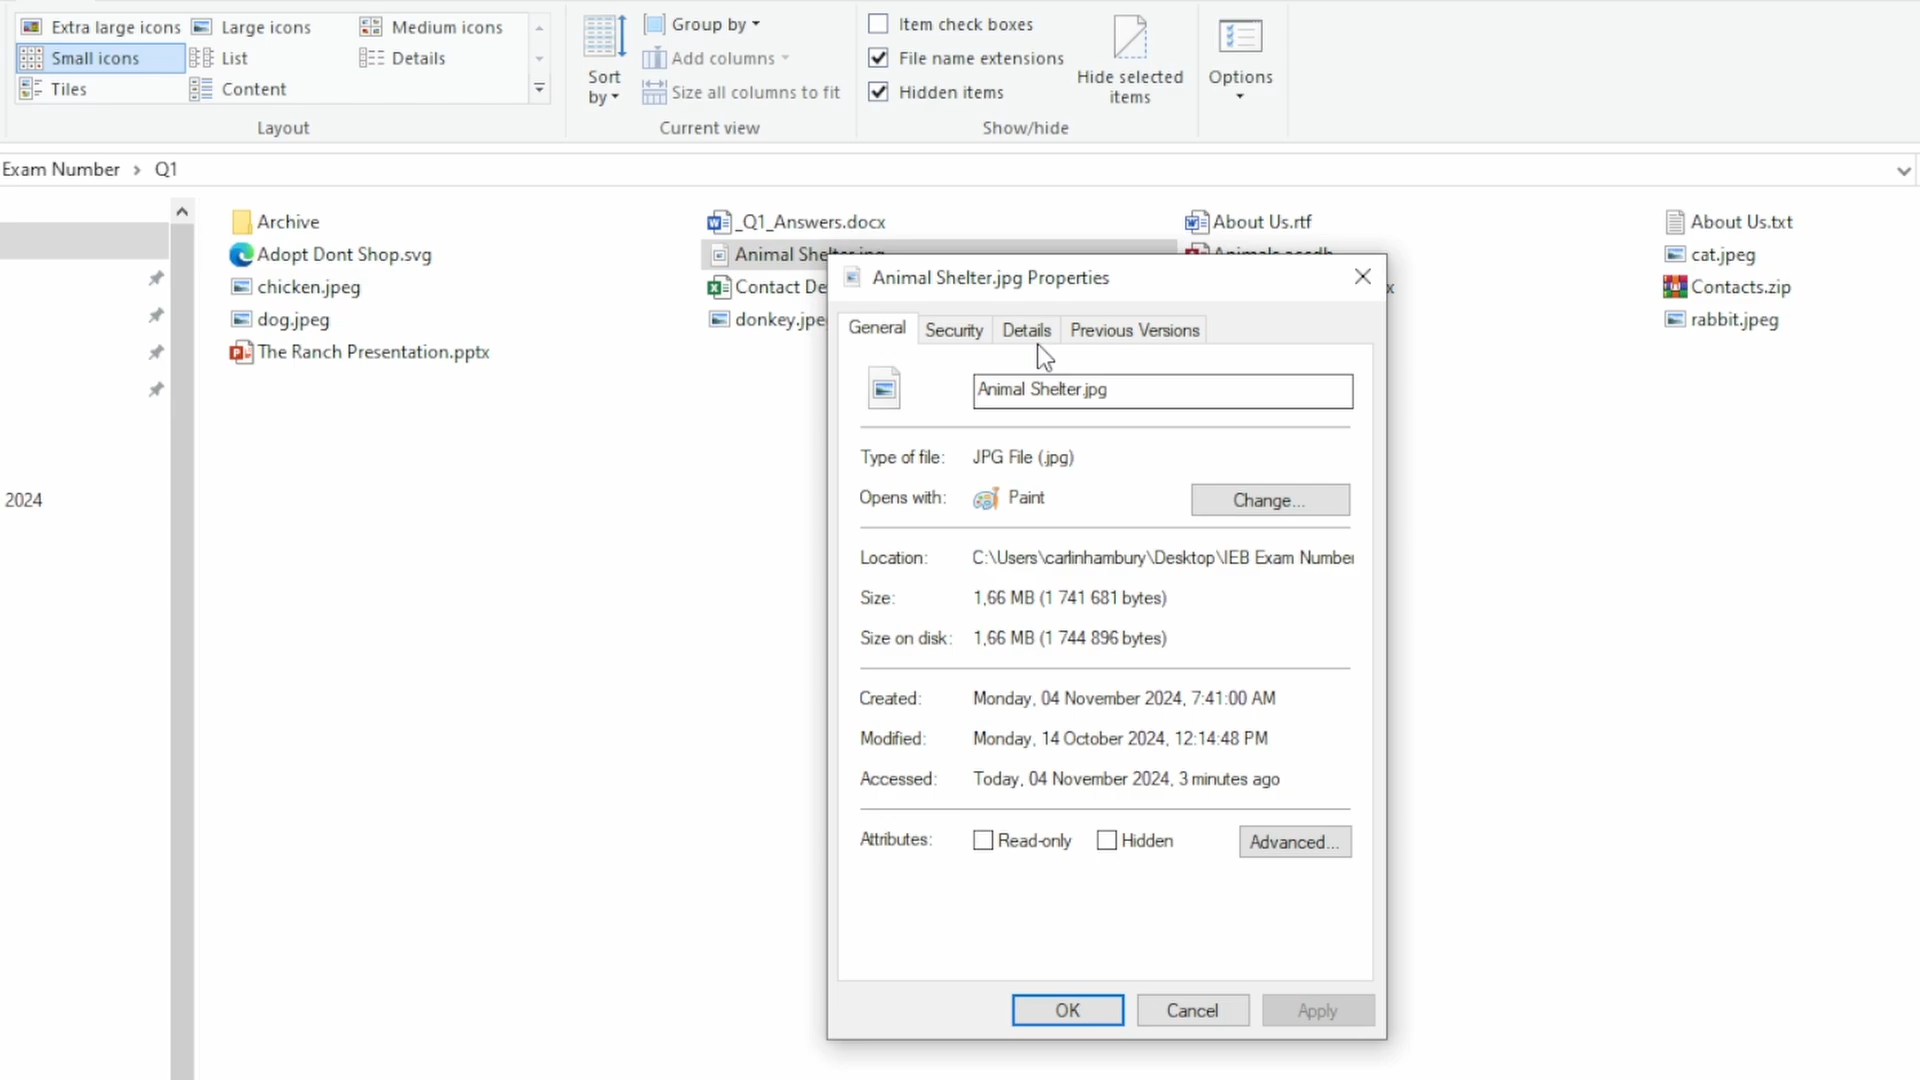 Extra large icons
Large icons
Medium icons
Small icons
List
Details
Tiles
Content
Layout
Sort
by
Group by
Add columns
Size all columns to fit
Current view
Item check boxes
File name extensions
Hidden items
Hide selected
items
Show/hide
Options
Exam Number > Q1
2024
Archive
_Q1_Answers.docx
About Us.rtf
About Us.txt
Adopt Dont Shop.svg
Animal Shelter.jpg
Animals.accdb
cat.jpeg
chicken.jpeg
Contact De
x
Contacts.zip
dog.jpeg
donkey.jpe
rabbit.jpeg
The Ranch Presentation.pptx
Animal Shelter.jpg Properties
General
Security
Details
Previous Versions
Animal Shelter.jpg
Type of file: JPG File (.jpg)
Opens with: Paint
Change...
Location: C:\Users\carlinhambury\Desktop\IEB Exam Number
Size: 1,66 MB (1 741 681 bytes)
Size on disk: 1,66 MB (1 744 896 bytes)
Created: Monday, 04 November 2024, 7:41:00 AM
Modified: Monday, 14 October 2024, 12:14:48 PM
Accessed: Today, 04 November 2024, 3 minutes ago
Attributes: Read-only Hidden
Advanced...
OK
Cancel
Apply